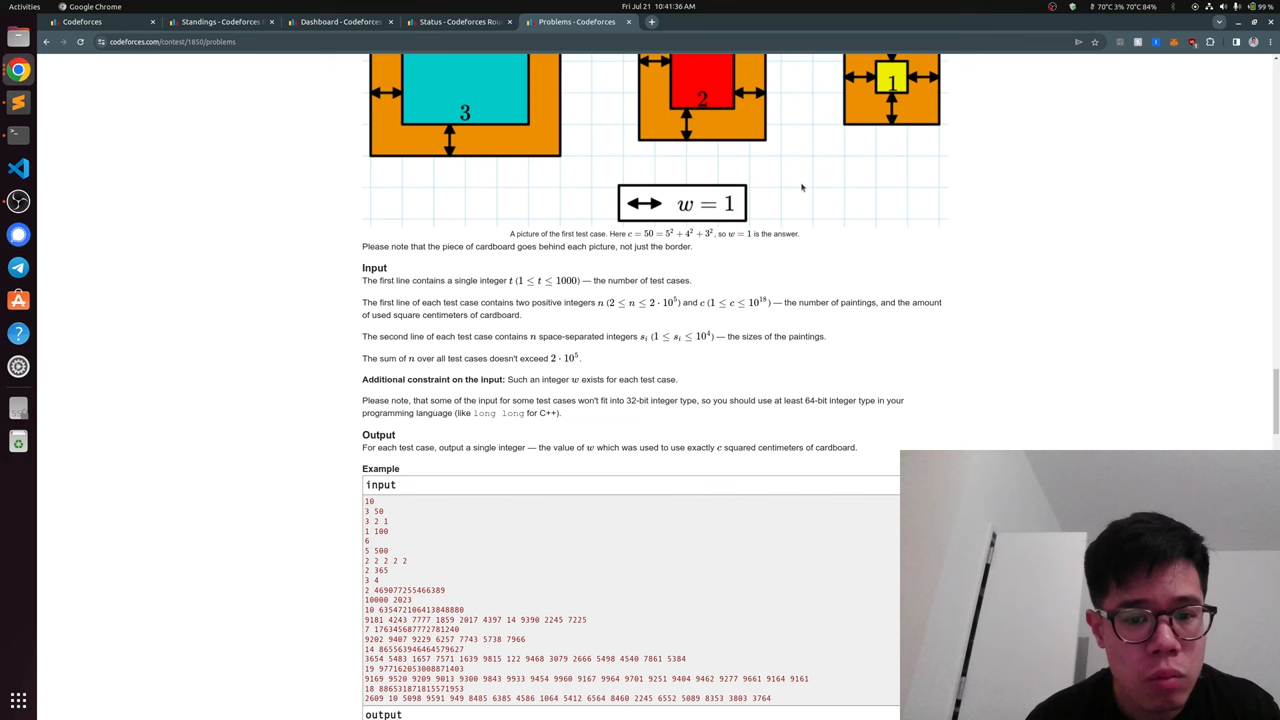 Activities
Google Chrome
Fri Jul 21 10:41:36 AM
70°C 3% 70°C 84%
99 %
Codeforces
Standings - Codeforces
Dashboard - Codeforces
Status - Codeforces Rou
Problems - Codeforces
codeforces.com/contest/1850/problems
3
2
1
w = 1
A picture of the first test case. Here c = 50 = 5² + 4² + 3², so w = 1 is the answer.
Please note that the piece of cardboard goes behind each picture, not just the border.
Input
The first line contains a single integer t (1 ≤ t ≤ 1000) — the number of test cases.
The first line of each test case contains two positive integers n (2 ≤ n ≤ 2 · 10⁵) and c (1 ≤ c ≤ 10¹⁸) — the number of paintings, and the amount
of used square centimeters of cardboard.
The second line of each test case contains n space-separated integers sᵢ (1 ≤ sᵢ ≤ 10⁴) — the sizes of the paintings.
The sum of n over all test cases doesn't exceed 2 · 10⁵.
Additional constraint on the input: Such an integer w exists for each test case.
Please note, that some of the input for some test cases won't fit into 32-bit integer type, so you should use at least 64-bit integer type in your
programming language (like long long for C++).
Output
For each test case, output a single integer — the value of w which was used to use exactly c squared centimeters of cardboard.
Example
input
10
3 50
3 2 1
1 100
6
5 500
2 2 2 2 2
2 365
3 4
2 469077255466389
10000 2023
10 635472106413848880
9181 4243 7777 1859 2017 4397 14 9390 2245 7225
7 176345687772781240
9202 9407 9229 6257 7743 5738 7966
14 865563946464579627
3654 5483 1657 7571 1639 9815 122 9468 3079 2666 5498 4540 7861 5384
19 977162053008871403
9169 9520 9209 9013 9300 9843 9933 9454 9960 9167 9964 9701 9251 9404 9462 9277 9661 9164 9161
18 886531871815571953
2609 10 5098 9591 949 8485 6385 4586 1064 5412 6564 8460 2245 6552 5089 8353 3803 3764
output